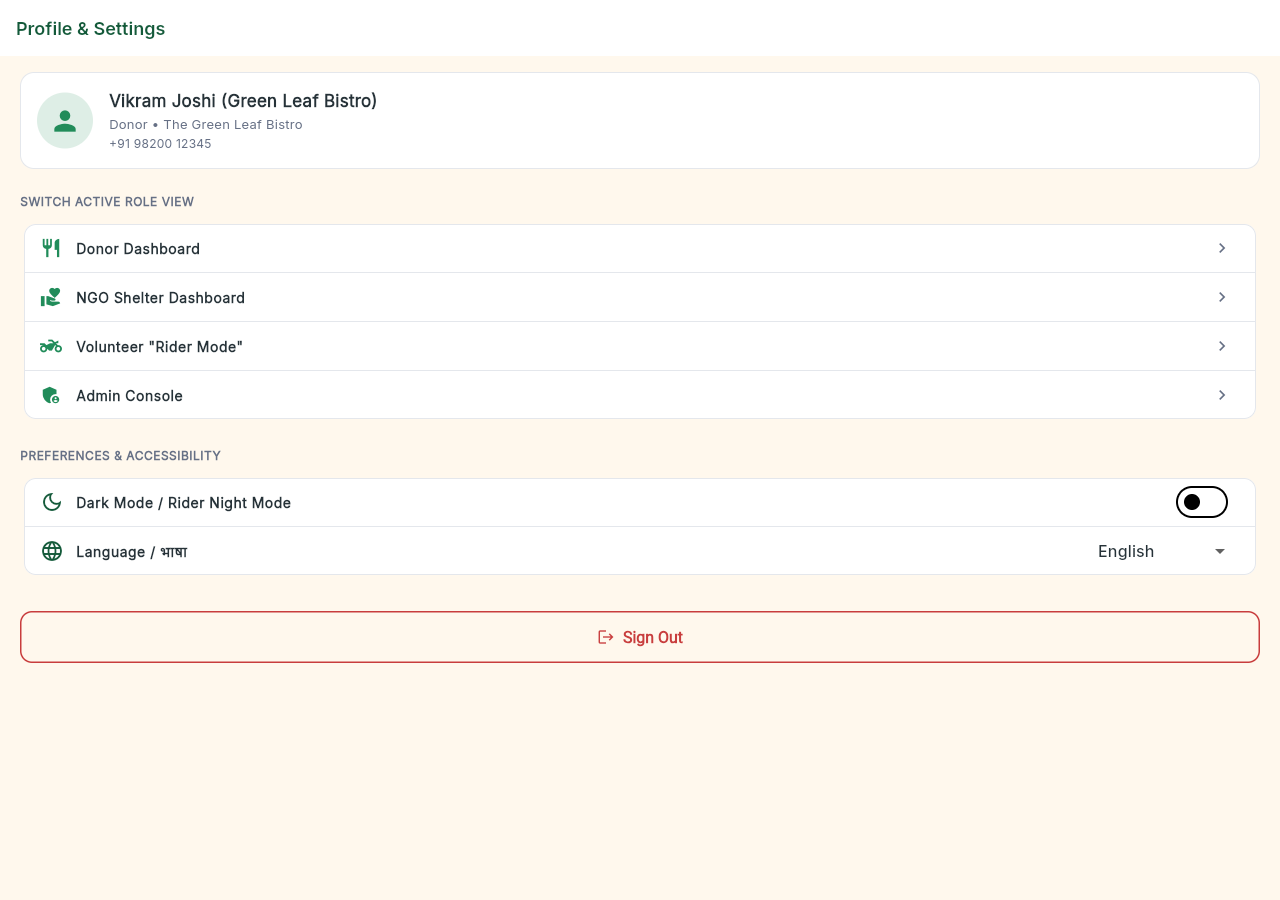 Profile & Settings
Vikram Joshi (Green Leaf Bistro)
Donor • The Green Leaf Bistro
+91 98200 12345
SWITCH ACTIVE ROLE VIEW
Donor Dashboard
NGO Shelter Dashboard
Volunteer "Rider Mode"
Admin Console
PREFERENCES & ACCESSIBILITY
Dark Mode / Rider Night Mode
Language / भाषा
English
Sign Out